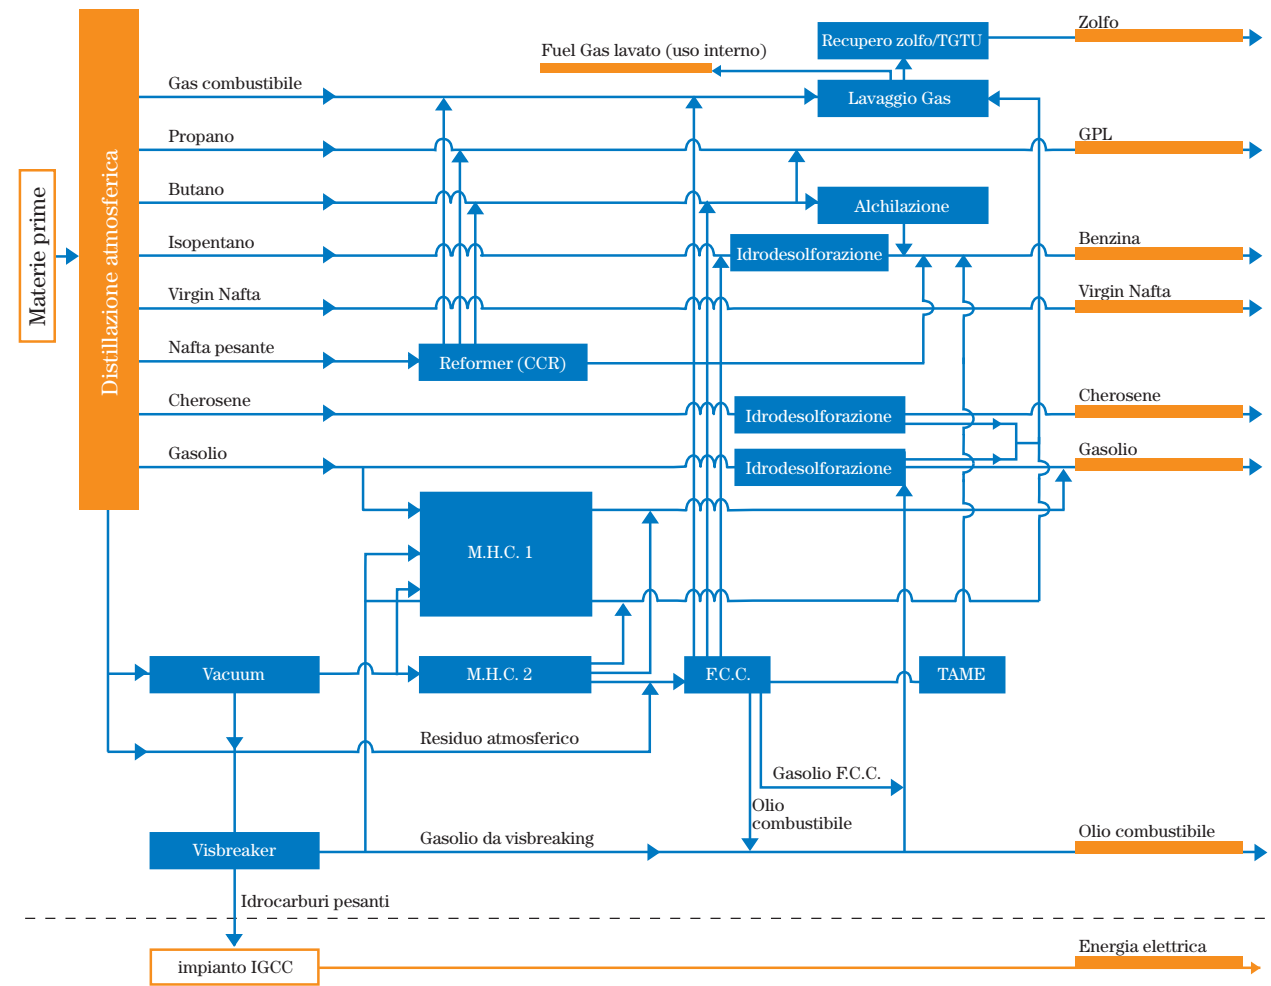 Zolfo
Recupero zolfo/TGTU
Fuel Gas lavato (uso interno)
Gas combustibile
Lavaggio Gas
Propano
GPL
Butano
Alchilazione
Isopentano
Idrodesolforazione
Benzina
Virgin Nafta
Virgin Nafta
Nafta pesante
Reformer (CCR)
Cherosene
Idrodesolforazione
Cherosene
Gasolio
Idrodesolforazione
Gasolio
Materie prime
Distillazione atmosferica
M.H.C. 1
Vacuum
M.H.C. 2
F.C.C.
TAME
Residuo atmosferico
Gasolio F.C.C.
Olio
combustibile
Visbreaker
Gasolio da visbreaking
Olio combustibile
Idrocarburi pesanti
impianto IGCC
Energia elettrica